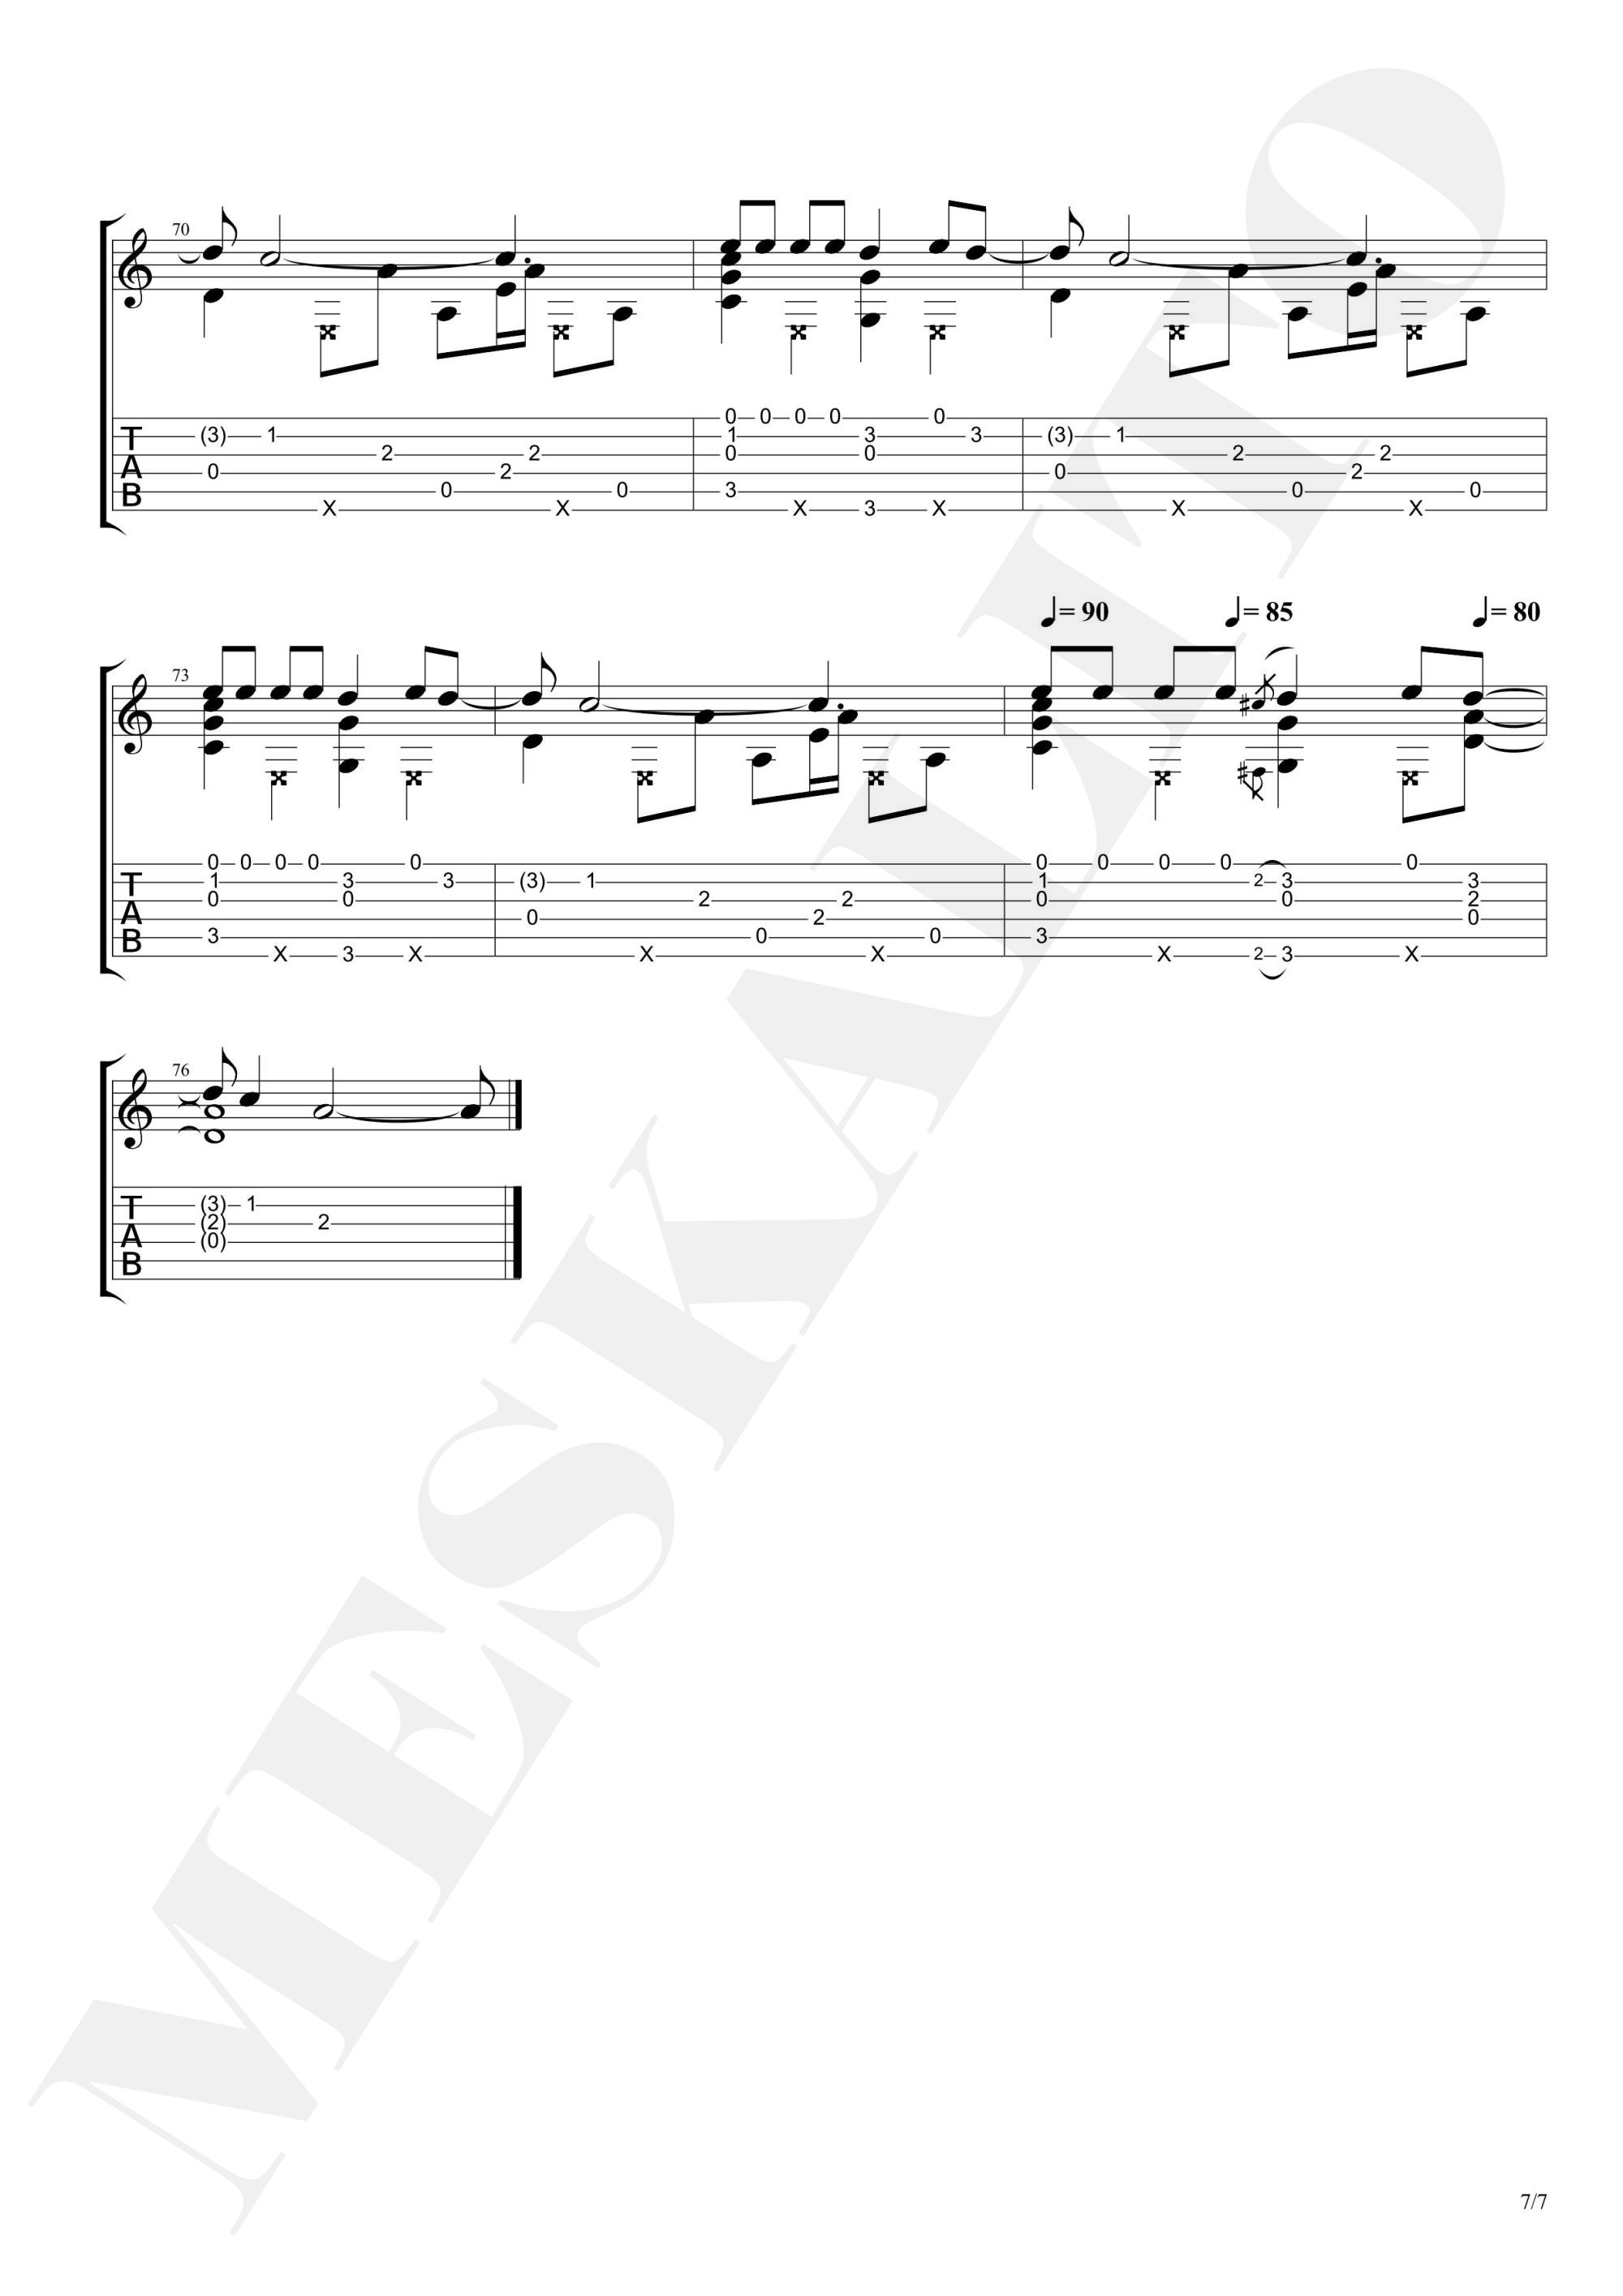 70
0 0 0 0 0
(3) 1 1 3 3 (3) 1
2 2 0 0 2 2
0 2 0 2
0 0 3 0 0
X X X 3 X X X
♩= 90 ♩= 85 ♩= 80
73
0 0 0 0 0 0 0 0 0 0
1 3 3 (3) 1 1 2 3 3
0 0 2 2 0 0 2
0 2 0
3 0 0 3
X 3 X X X X 2 3 X
76
(3) 1
(2) 2
(0)
TAB
TAB
TAB
MESKALITO
7/7